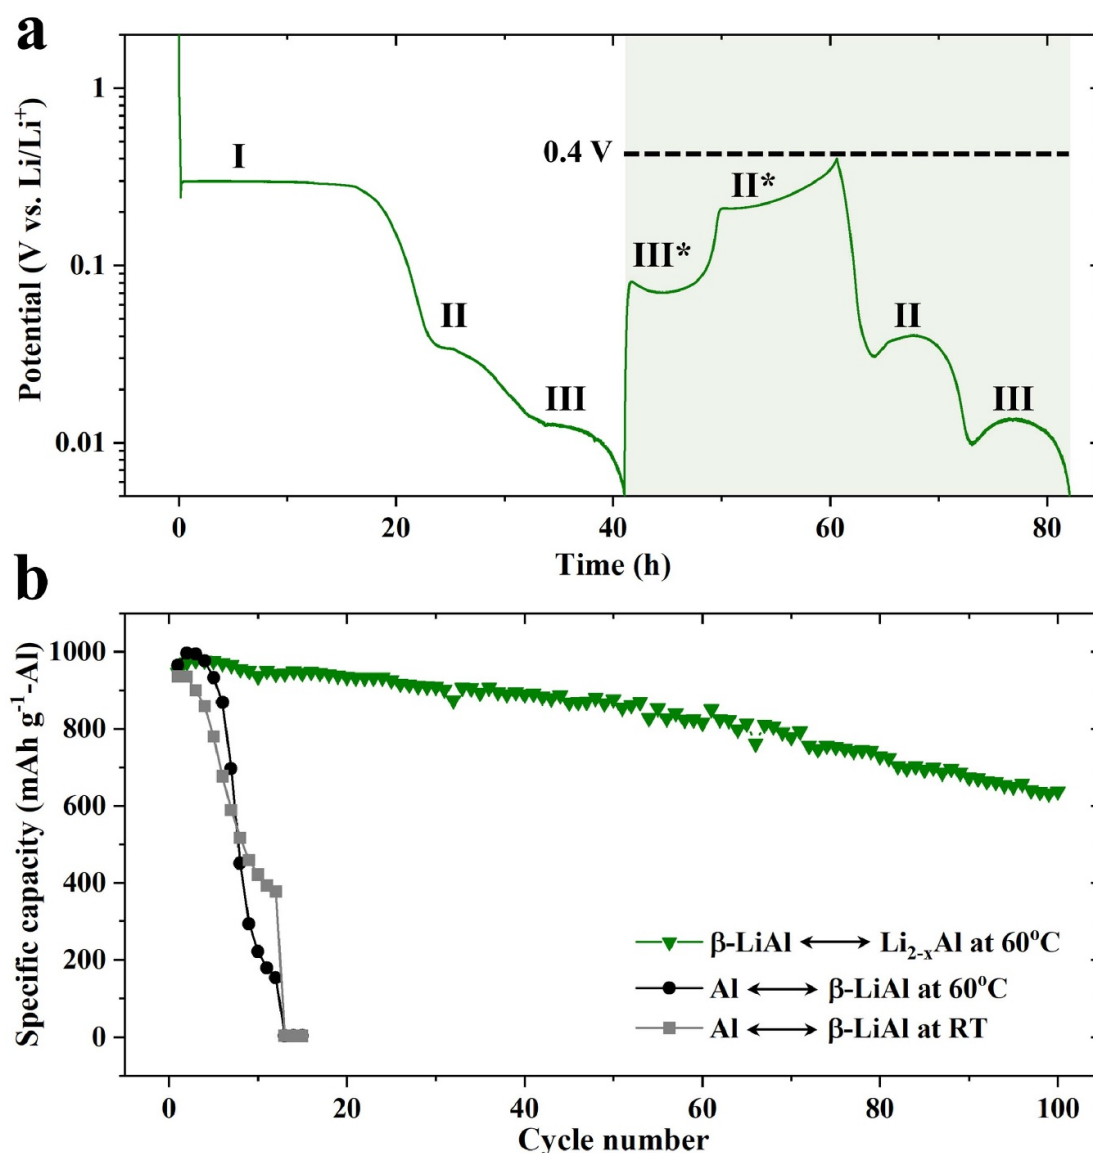 a
Potential (V vs. Li/Li⁺)
1
0.1
0.01
I
II
III
0.4 V
III*
II*
II
III
0
20
40
60
80
Time (h)
b
Specific capacity (mAh g⁻¹-Al)
1000
800
600
400
200
0
β-LiAl ⟷ Li₂₋ₓAl at 60°C
Al ⟷ β-LiAl at 60°C
Al ⟷ β-LiAl at RT
0
20
40
60
80
100
Cycle number